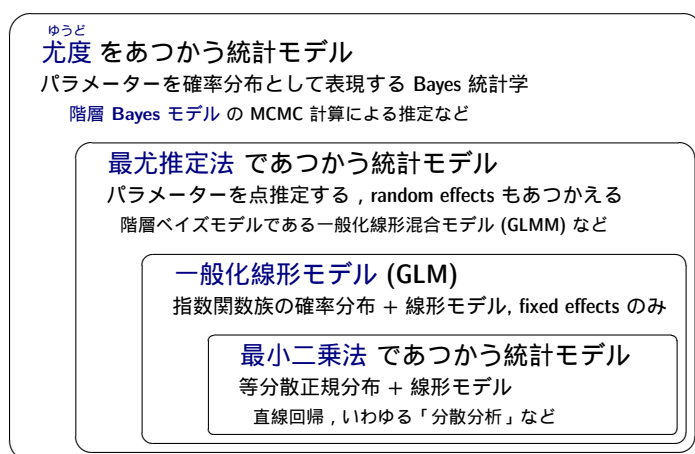 ゆうど
尤度 をあつかう統計モデル
パラメーターを確率分布として表現する Bayes 統計学
階層 Bayes モデル の MCMC 計算による推定など
最尤推定法 であつかう統計モデル
パラメーターを点推定する , random effects もあつかえる
階層ベイズモデルである一般化線形混合モデル (GLMM) など
一般化線形モデル (GLM)
指数関数族の確率分布 + 線形モデル, fixed effects のみ
最小二乗法 であつかう統計モデル
等分散正規分布 + 線形モデル
直線回帰 , いわゆる「分散分析」など